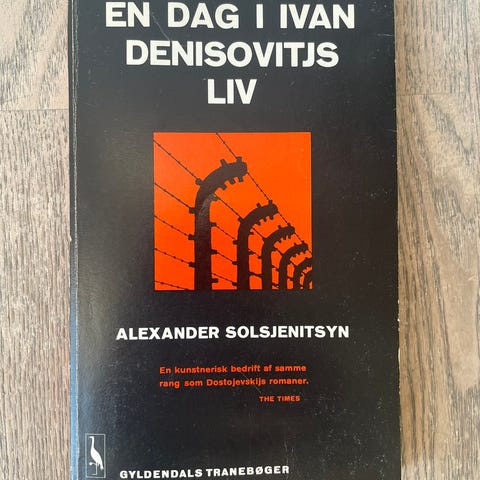 EN DAG I IVAN
DENISOVITJS
LIV
ALEXANDER SOLSJENITSYN
En kunstnerisk bedrift af samme
rang som Dostojevskijs romaner.
THE TIMES
GYLDENDALS TRANEBØGER